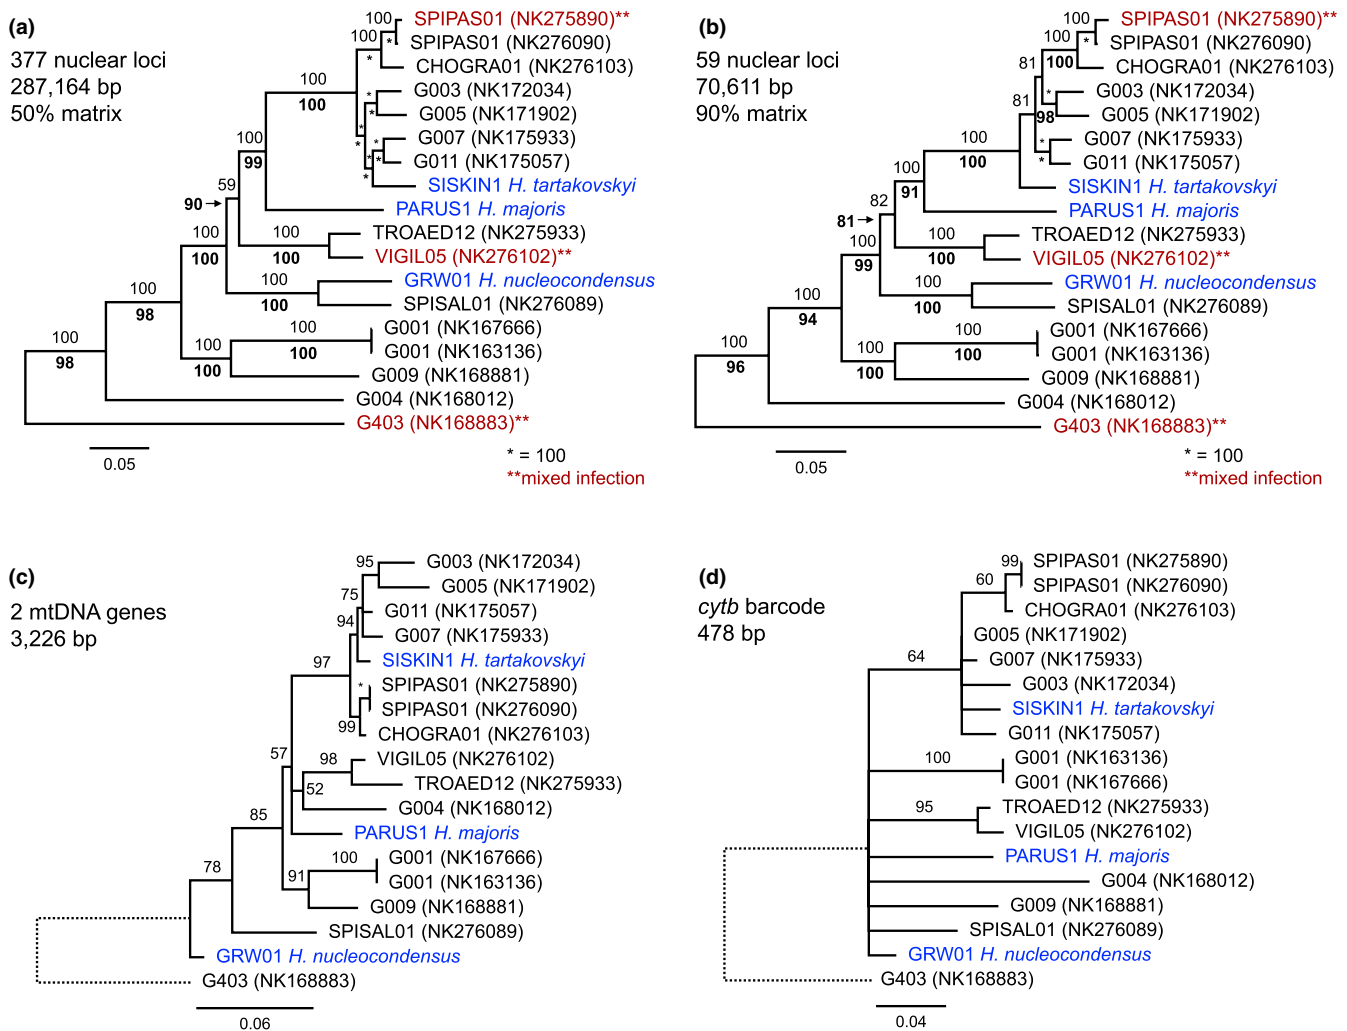 (a)
377 nuclear loci
287,164 bp
50% matrix
100
SPIPAS01 (NK275890)**
100
*
SPIPAS01 (NK276090)
*
CHOGRA01 (NK276103)
100
100
*
G003 (NK172034)
*
G005 (NK171902)
*
*
*
G007 (NK175933)
*
*
G011 (NK175057)
*
SISKIN1 H. tartakovskyi
100
99
PARUS1 H. majoris
59
90
TROAED12 (NK275933)
100
100
VIGIL05 (NK276102)**
100
100
GRW01 H. nucleocondensus
100
100
SPISAL01 (NK276089)
100
98
G001 (NK167666)
100
100
G001 (NK163136)
100
100
G009 (NK168881)
100
98
G004 (NK168012)
G403 (NK168883)**
0.05
* = 100
**mixed infection
(b)
59 nuclear loci
70,611 bp
90% matrix
100
SPIPAS01 (NK275890)**
100
*
SPIPAS01 (NK276090)
100
CHOGRA01 (NK276103)
81
*
G003 (NK172034)
98
G005 (NK171902)
81
*
G007 (NK175933)
*
G011 (NK175057)
100
100
SISKIN1 H. tartakovskyi
100
91
PARUS1 H. majoris
82
81
TROAED12 (NK275933)
100
100
VIGIL05 (NK276102)**
100
99
GRW01 H. nucleocondensus
100
100
SPISAL01 (NK276089)
100
94
G001 (NK167666)
100
100
G001 (NK163136)
100
100
G009 (NK168881)
100
96
G004 (NK168012)
G403 (NK168883)**
0.05
* = 100
**mixed infection
(c)
2 mtDNA genes
3,226 bp
95
G003 (NK172034)
G005 (NK171902)
75
G011 (NK175057)
94
G007 (NK175933)
97
SISKIN1 H. tartakovskyi
*
SPIPAS01 (NK275890)
SPIPAS01 (NK276090)
99
CHOGRA01 (NK276103)
57
98
VIGIL05 (NK276102)
TROAED12 (NK275933)
52
G004 (NK168012)
85
PARUS1 H. majoris
100
G001 (NK167666)
G001 (NK163136)
91
G009 (NK168881)
78
SPISAL01 (NK276089)
GRW01 H. nucleocondensus
G403 (NK168883)
0.06
(d)
cytb barcode
478 bp
99
SPIPAS01 (NK275890)
60
SPIPAS01 (NK276090)
CHOGRA01 (NK276103)
G005 (NK171902)
64
G007 (NK175933)
G003 (NK172034)
SISKIN1 H. tartakovskyi
G011 (NK175057)
100
G001 (NK163136)
G001 (NK167666)
95
TROAED12 (NK275933)
VIGIL05 (NK276102)
PARUS1 H. majoris
G004 (NK168012)
G009 (NK168881)
SPISAL01 (NK276089)
GRW01 H. nucleocondensus
G403 (NK168883)
0.04